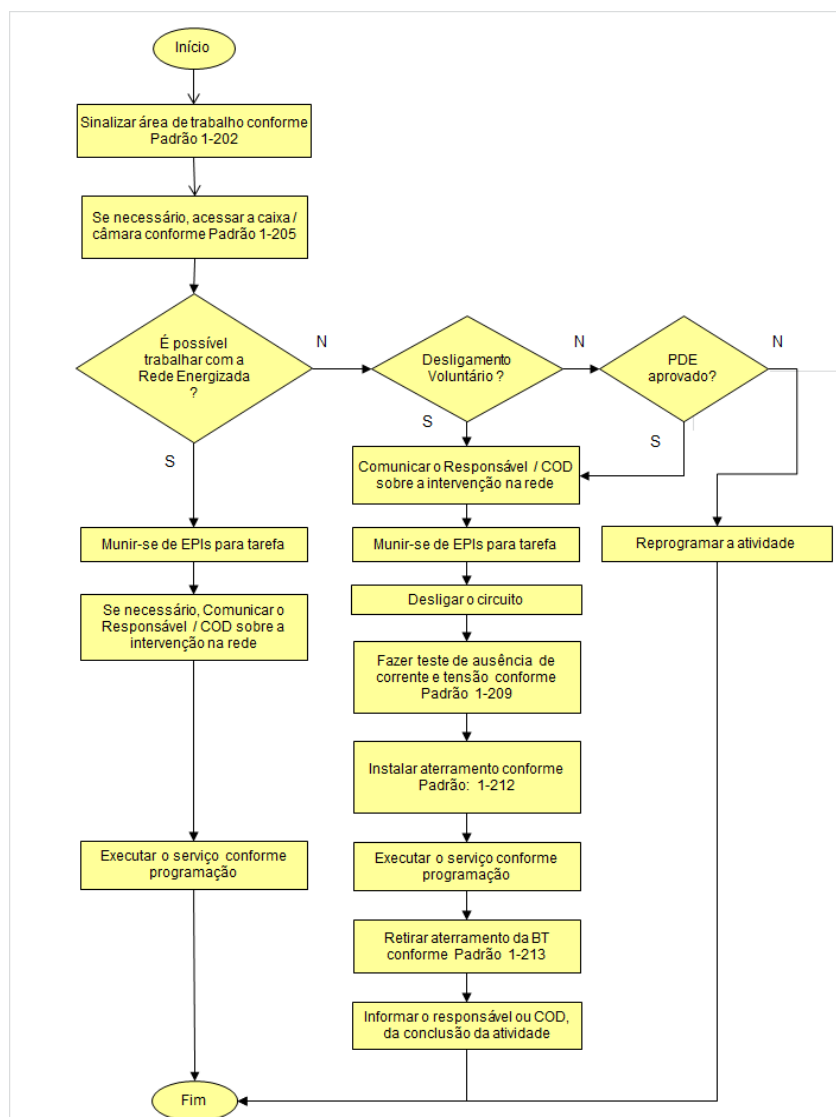 Início
Sinalizar área de trabalho conforme
Padrão 1-202
Se necessário, acessar a caixa /
câmara conforme Padrão 1-205
É possível
trabalhar com a
Rede Energizada
?
N
Desligamento
Voluntário ?
N
PDE
aprovado?
N
S
S
S
Comunicar o Responsável / COD
sobre a intervenção na rede
Munir-se de EPIs para tarefa
Munir-se de EPIs para tarefa
Reprogramar a atividade
Desligar o circuito
Se necessário, Comunicar o
Responsável / COD sobre a
intervenção na rede
Fazer teste de ausência de
corrente e tensão conforme
Padrão 1-209
Instalar aterramento conforme
Padrão: 1-212
Executar o serviço conforme
programação
Executar o serviço conforme
programação
Retirar aterramento da BT
conforme Padrão 1-213
Informar o responsável ou COD,
da conclusão da atividade
Fim